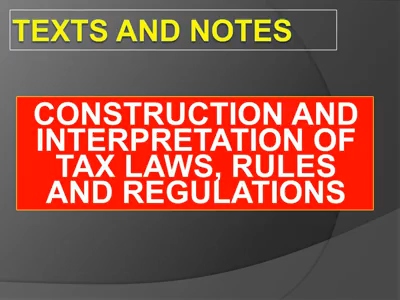 TEXTS AND NOTES
CONSTRUCTION AND
INTERPRETATION OF
TAX LAWS, RULES
AND REGULATIONS